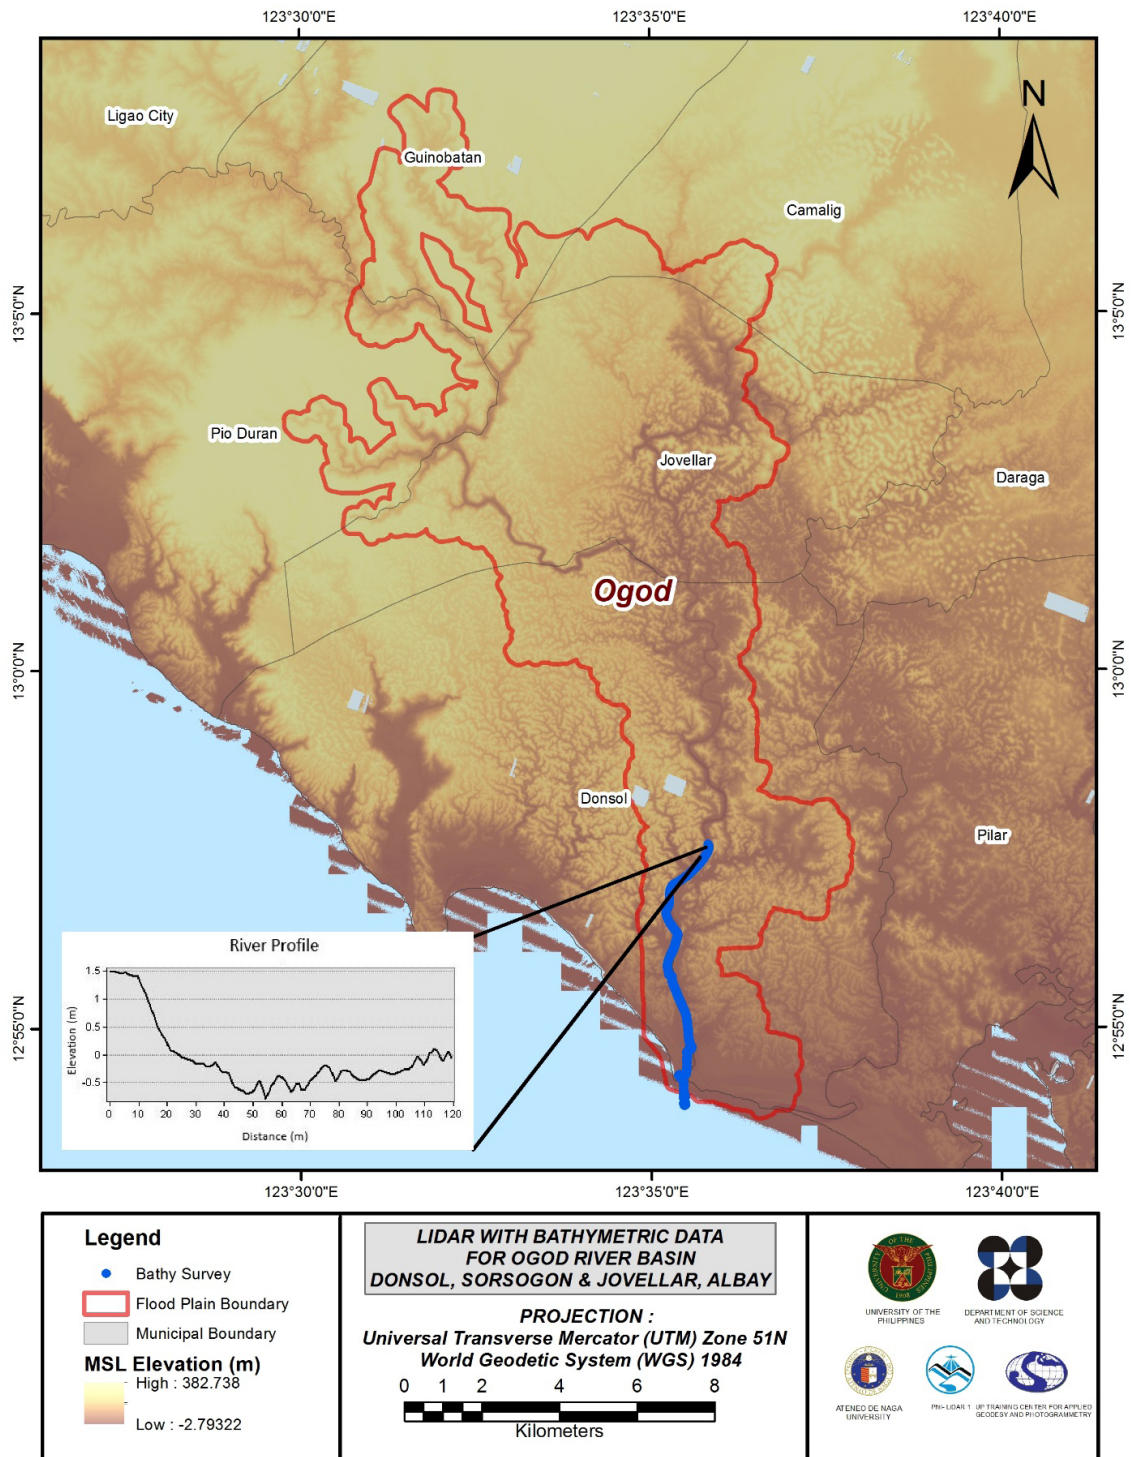 123°30'0"E
123°35'0"E
123°40'0"E
N
Ligao City
Guinobatan
Camalig
13°5'0"N
13°5'0"N
Pio Duran
Jovellar
Daraga
Ogod
13°0'0"N
13°0'0"N
Donsol
Pilar
River Profile
1.5
1
0.5
0
-0.5
Elevation (m)
0 10 20 30 40 50 60 70 80 90 100 110 120
Distance (m)
12°55'0"N
12°55'0"N
123°30'0"E
123°35'0"E
123°40'0"E
Legend
Bathy Survey
Flood Plain Boundary
Municipal Boundary
MSL Elevation (m)
High : 382.738
Low : -2.79322
LIDAR WITH BATHYMETRIC DATA
FOR OGOD RIVER BASIN
DONSOL, SORSOGON & JOVELLAR, ALBAY
PROJECTION :
Universal Transverse Mercator (UTM) Zone 51N
World Geodetic System (WGS) 1984
0 1 2 4 6 8
Kilometers
UNIVERSITY OF THE PHILIPPINES
1908
UNIVERSITY OF THE
PHILIPPINES
DEPARTMENT OF SCIENCE
AND TECHNOLOGY
ATENEO DE NAGA
UNIVERSITY
Phil- LiDAR 1
UP TRAINING CENTER FOR APPLIED
GEODESY AND PHOTOGRAMMETRY